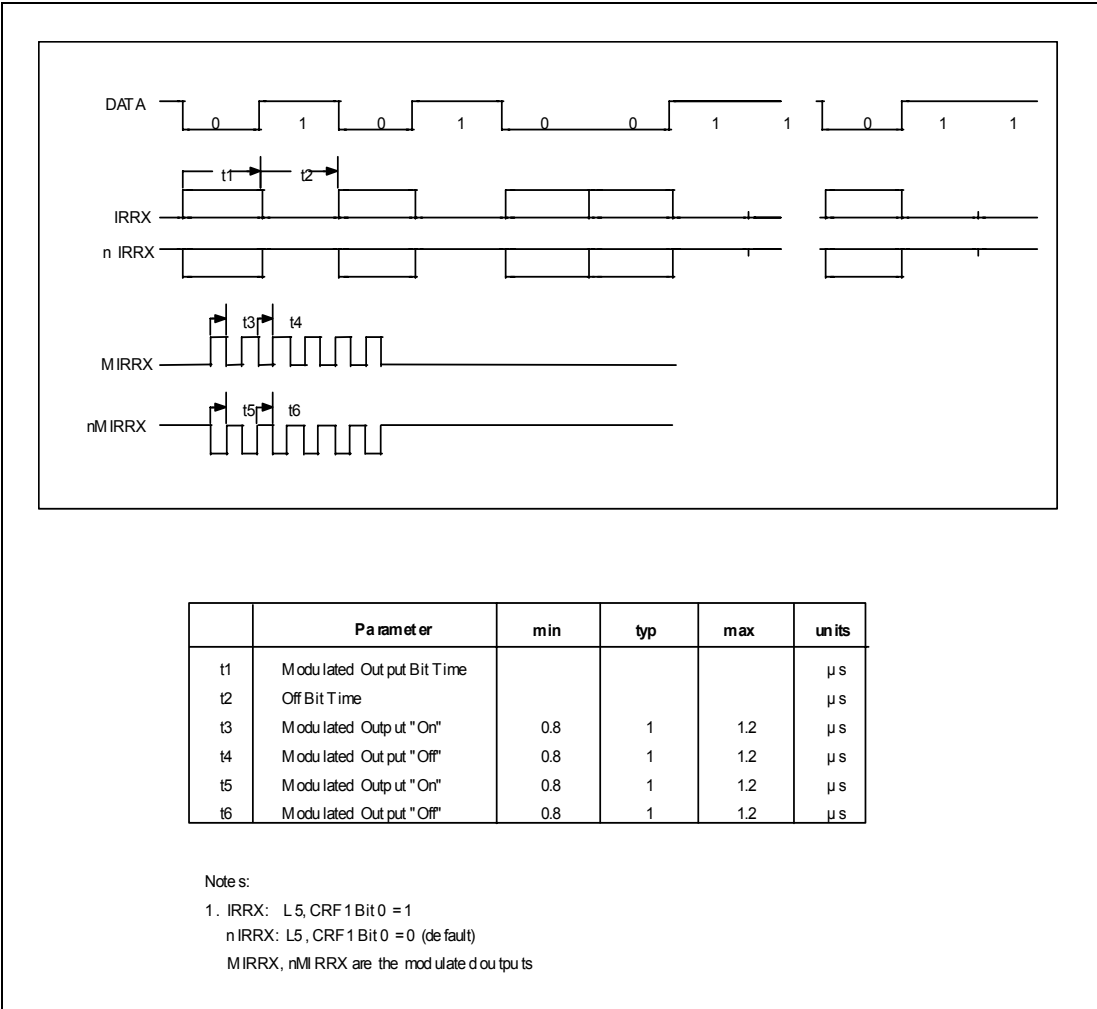 DATA 0 1 0 1 0 0 1 1 0 1 1
t1 t2
IRRX
n IRRX
t3 t4
MIRRX
t5 t6
nMIRRX
Parameter min typ max units
t1 Modulated Output Bit Time µs
t2 Off Bit Time µs
t3 Modulated Output "On" 0.8 1 1.2 µs
t4 Modulated Output "Off" 0.8 1 1.2 µs
t5 Modulated Output "On" 0.8 1 1.2 µs
t6 Modulated Output "Off" 0.8 1 1.2 µs
Notes:
1. IRRX: L5, CRF1 Bit 0 = 1
nIRRX: L5, CRF1 Bit 0 = 0 (default)
MIRRX, nMIRRX are the modulated outputs